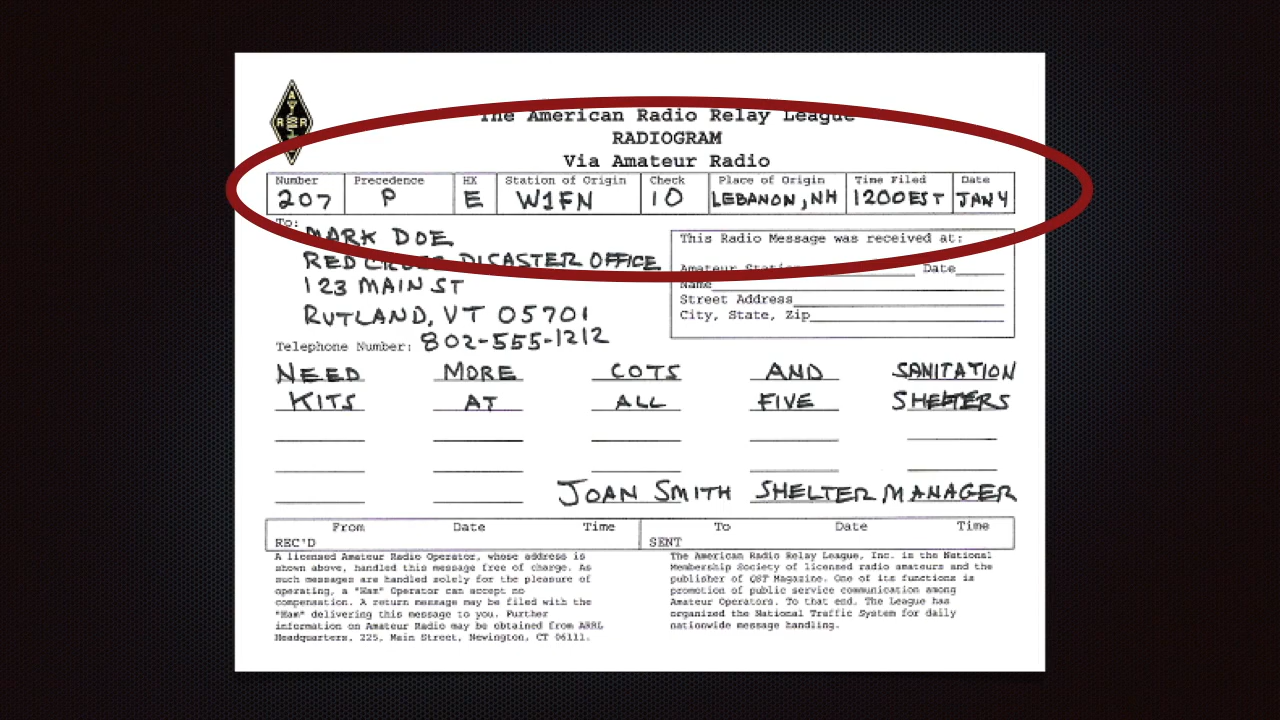 The American Radio Relay League
RADIOGRAM
Via Amateur Radio
A
R R
L
Number Precedence HX Station of Origin Check Place of Origin Time Filed Date
207 P E W1FN 10 LEBANON, NH 1200EST JAN 4
To:
MARK DOE
RED CROSS DISASTER OFFICE
123 MAIN ST
RUTLAND, VT 05701
Telephone Number: 802-555-1212
This Radio Message was received at:
Amateur Station Date
Name
Street Address
City, State, Zip
NEED MORE COTS AND SANITATION
KITS AT ALL FIVE SHELTERS
JOAN SMITH SHELTER MANAGER
From Date Time
REC'D
To Date Time
SENT
A licensed Amateur Radio Operator, whose address is
shown above, handled this message free of charge. As
such messages are handled solely for the pleasure of
operating, a "Ham" Operator can accept no
compensation. A return message may be filed with the
"Ham" delivering this message to you. Further
information on Amateur Radio may be obtained from ARRL
Headquarters, 225, Main Street, Newington, CT 06111.
The American Radio Relay League, Inc. is the National
Membership Society of licensed radio amateurs and the
publisher of QST Magazine. One of its functions is
promotion of public service communication among
Amateur Operators. To that end, The League has
organized the National Traffic System for daily
nationwide message handling.